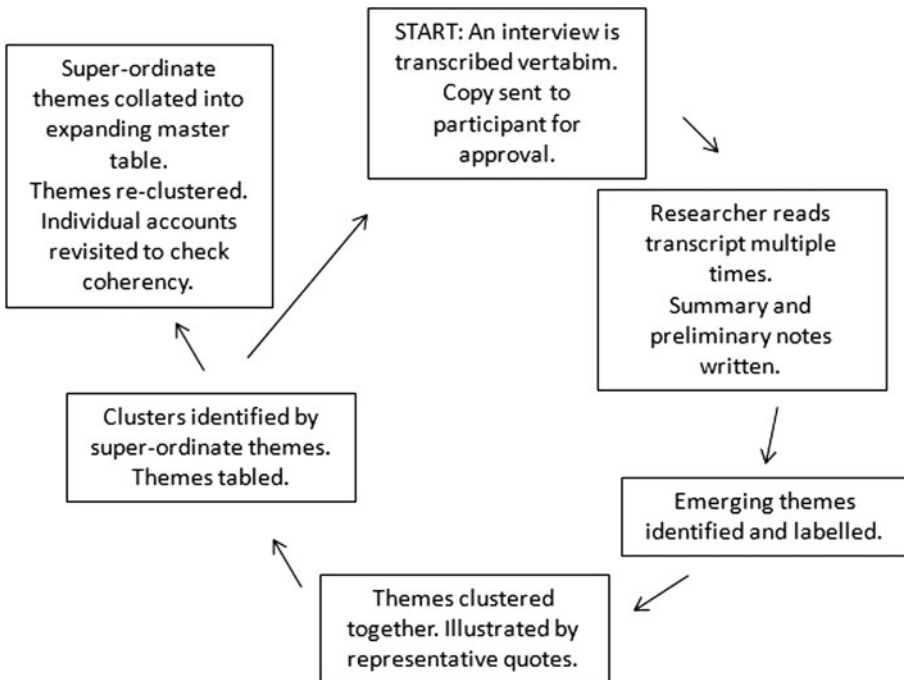 START: An interview is
transcribed vertabim.
Copy sent to
participant for
approval.
Researcher reads
transcript multiple
times.
Summary and
preliminary notes
written.
Emerging themes
identified and labelled.
Themes clustered
together. Illustrated by
representative quotes.
Clusters identified by
super-ordinate themes.
Themes tabled.
Super-ordinate
themes collated into
expanding master
table.
Themes re-clustered.
Individual accounts
revisited to check
coherency.